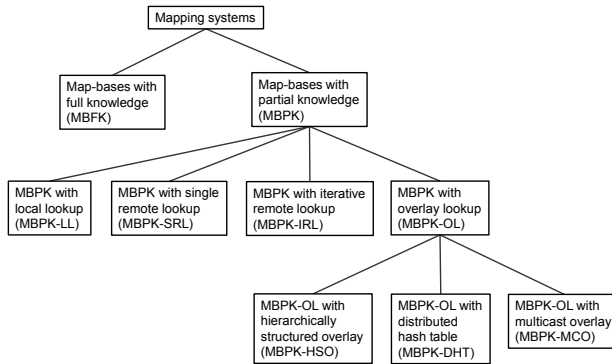 Mapping systems
Map-bases with
full knowledge
(MBFK)
Map-bases with
partial knowledge
(MBPK)
MBPK with
local lookup
(MBPK-LL)
MBPK with single
remote lookup
(MBPK-SRL)
MBPK with iterative
remote lookup
(MBPK-IRL)
MBPK with
overlay lookup
(MBPK-OL)
MBPK-OL with
hierarchically
structured overlay
(MBPK-HSO)
MBPK-OL with
distributed
hash table
(MBPK-DHT)
MBPK-OL with
multicast overlay
(MBPK-MCO)